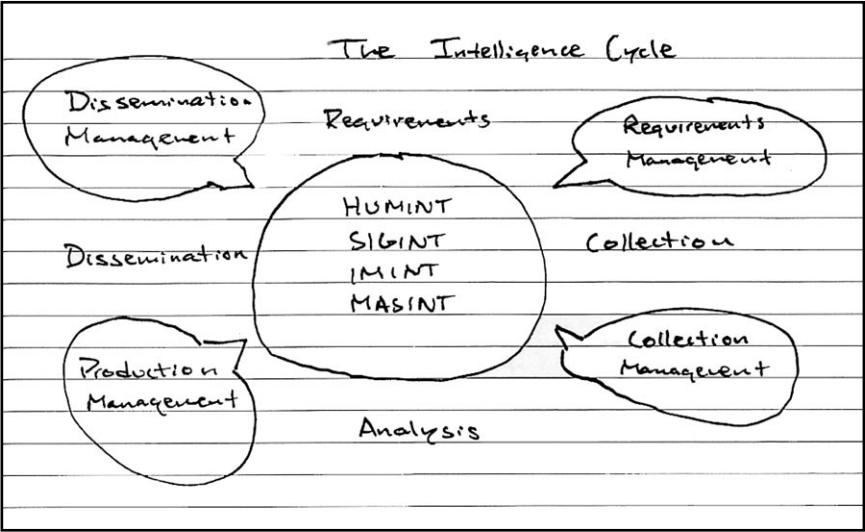 The Intelligence Cycle
Dissemination
Management
Requirements
Requirements
Management
HUMINT
SIGINT
IMINT
MASINT
Dissemination
Collection
Production
Management
Collection
Management
Analysis